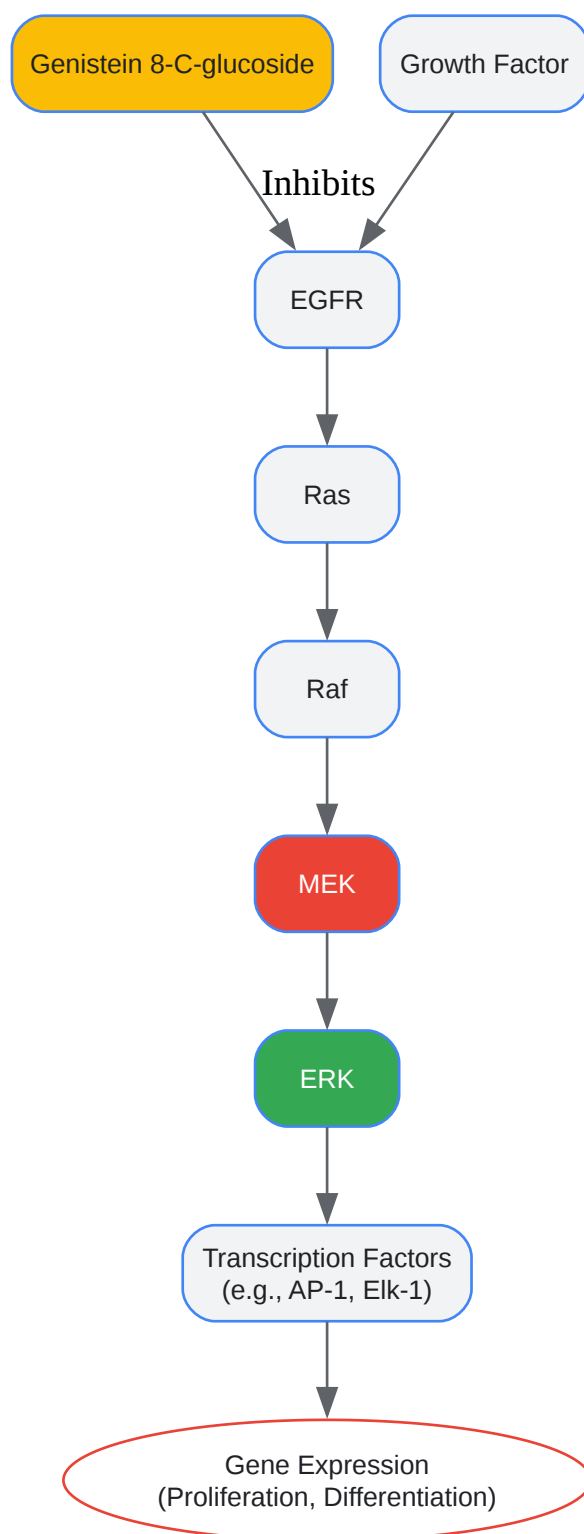 Genistein 8-C-glucoside
Growth Factor
Inhibits
EGFR
Ras
Raf
MEK
ERK
Transcription Factors
(e.g., AP-1, Elk-1)
Gene Expression
(Proliferation, Differentiation)